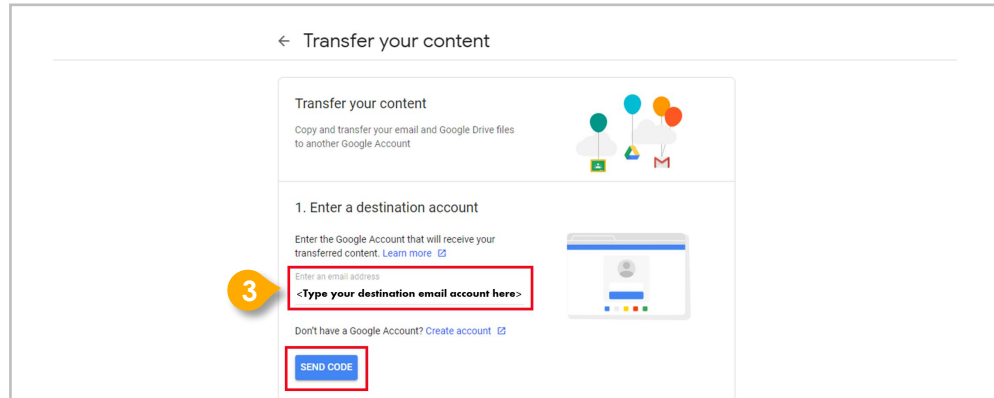 ← Transfer your content
Transfer your content
Copy and transfer your email and Google Drive files
to another Google Account
1. Enter a destination account
Enter the Google Account that will receive your
transferred content. Learn more
Enter an email address
<Type your destination email account here>
3
Don't have a Google Account? Create account
SEND CODE